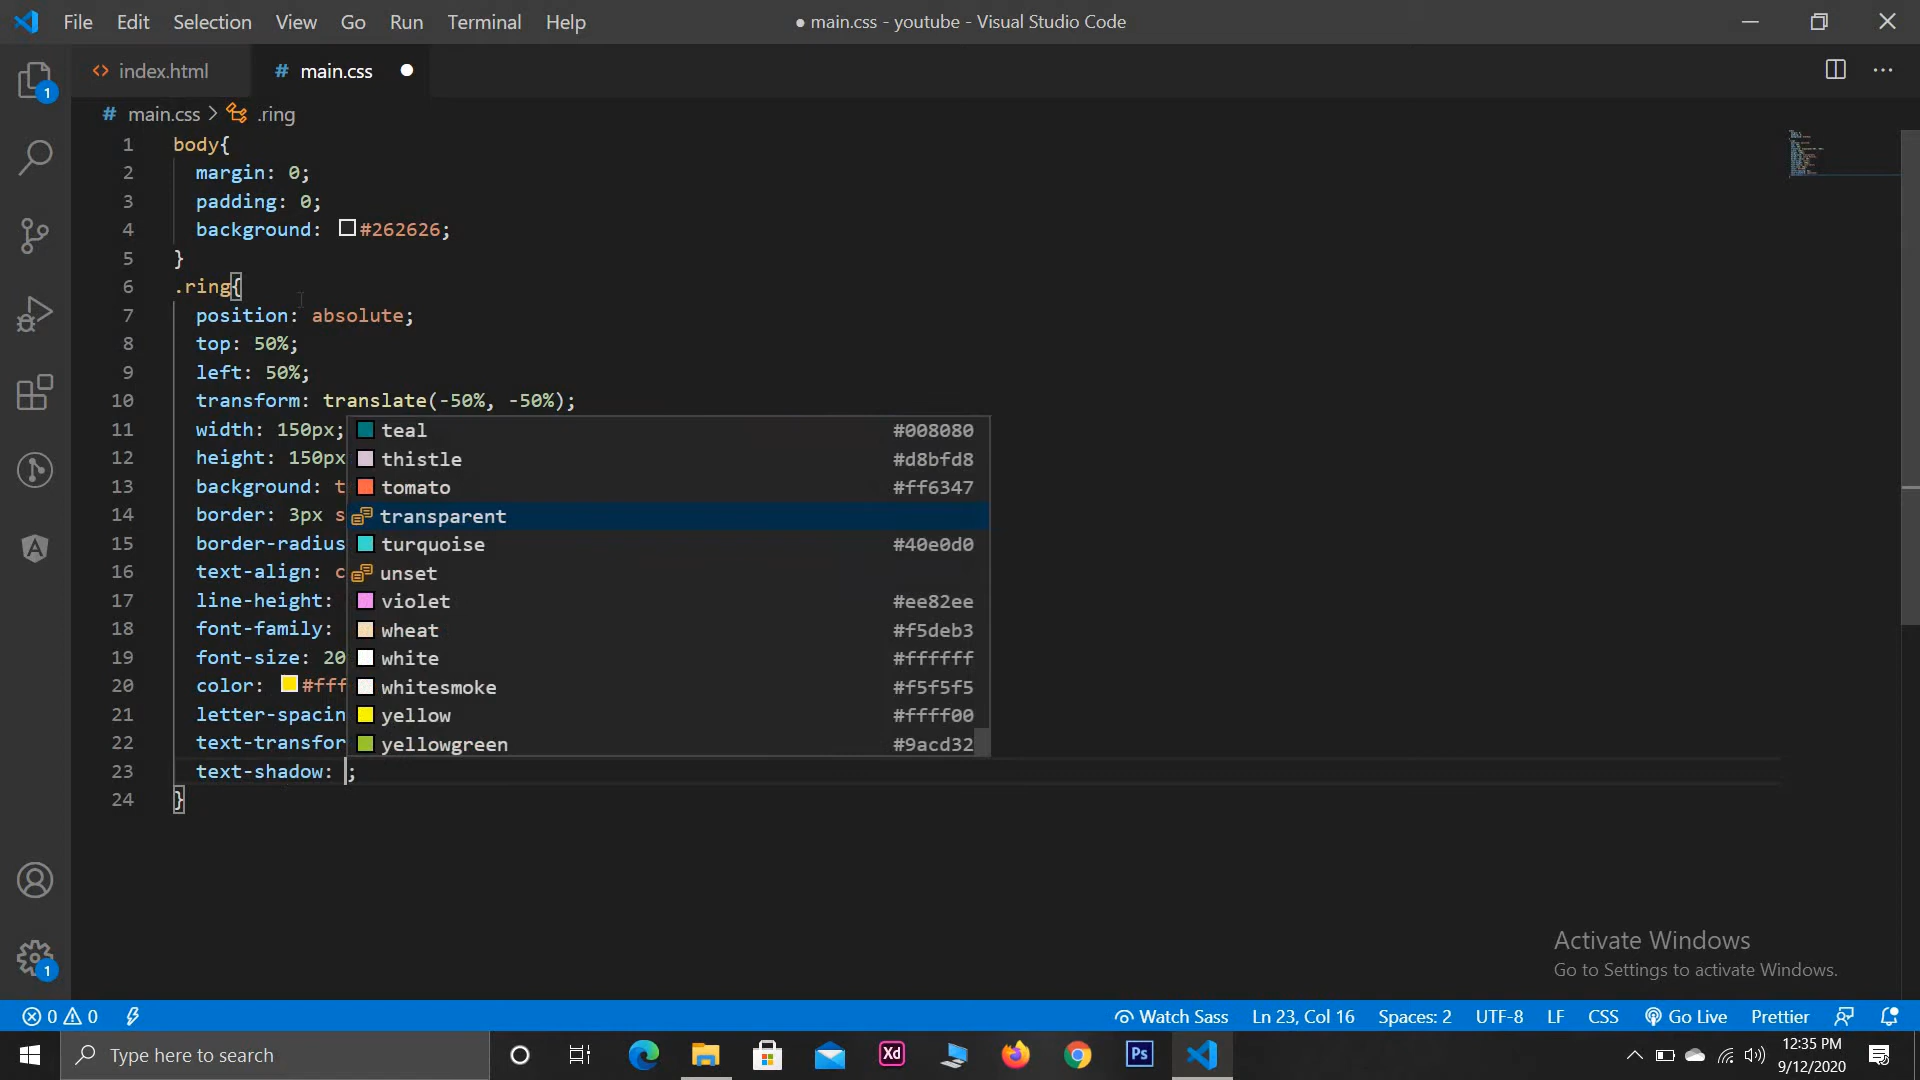 File Edit Selection View Go Run Terminal Help
● main.css - youtube - Visual Studio Code
index.html
# main.css
# main.css > .ring
1 body{
2 margin: 0;
3 padding: 0;
4 background: #262626;
5 }
6 .ring{
7 position: absolute;
8 top: 50%;
9 left: 50%;
10 transform: translate(-50%, -50%);
11 width: 150px;
12 height: 150px
13 background: t
14 border: 3px s
15 border-radius
16 text-align: c
17 line-height:
18 font-family:
19 font-size: 20
20 color: #fff
21 letter-spacin
22 text-transfor
23 text-shadow: ;
24 }
teal #008080
thistle #d8bfd8
tomato #ff6347
transparent
turquoise #40e0d0
unset
violet #ee82ee
wheat #f5deb3
white #ffffff
whitesmoke #f5f5f5
yellow #ffff00
yellowgreen #9acd32
1
1
Activate Windows
Go to Settings to activate Windows.
0 0
Watch Sass Ln 23, Col 16 Spaces: 2 UTF-8 LF CSS Go Live Prettier
Type here to search
Xd
Ps
12:35 PM
9/12/2020